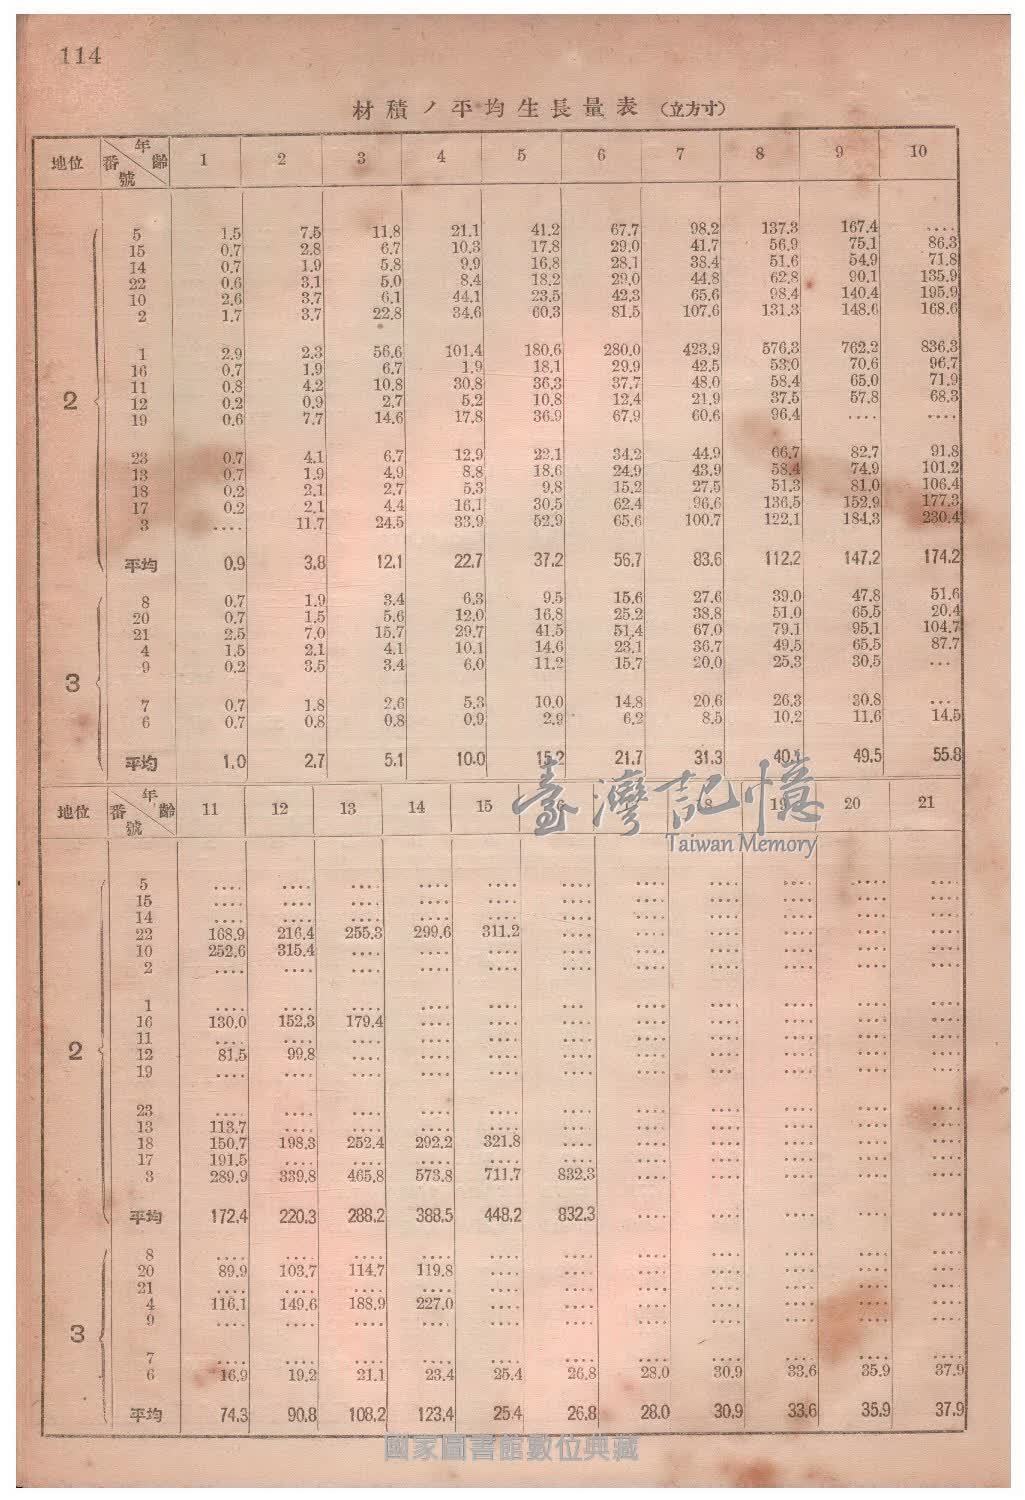 114
材積ノ平均生長量表 (立方寸)
地位 番號 年齡 1 2 3 4 5 6 7 8 9 10
5 1.5 7.5 11.8 21.1 41.2 67.7 98.2 137.3 167.4 ....
15 0.7 2.8 6.7 10.3 17.8 29.0 41.7 56.9 75.1 86.3
14 0.7 1.9 5.8 9.9 16.8 28.1 38.4 51.6 54.9 71.8
22 0.6 3.1 5.0 8.4 18.2 29.0 44.8 62.8 90.1 135.9
10 2.6 3.7 6.1 44.1 23.5 42.3 65.6 98.4 140.4 195.9
2 1.7 3.7 22.8 34.6 60.3 81.5 107.6 131.3 148.6 168.6
1 2.9 2.3 56.6 101.4 180.6 280.0 423.9 576.3 762.2 836.3
16 0.7 1.9 6.7 1.9 18.1 29.9 42.5 53.0 70.6 96.7
2 11 0.8 4.2 10.8 30.8 36.3 37.7 48.0 58.4 65.0 71.9
12 0.2 0.9 2.7 5.2 10.8 12.4 21.9 37.5 57.8 68.3
19 0.6 7.7 14.6 17.8 36.9 67.9 60.6 96.4 .... ....
23 0.7 4.1 6.7 12.9 22.1 34.2 44.9 66.7 82.7 91.8
13 0.7 1.9 4.9 8.8 18.6 24.9 43.9 58.4 74.9 101.2
18 0.2 2.1 2.7 5.3 9.8 15.2 27.5 51.3 81.0 106.4
17 0.2 2.1 4.4 16.1 30.5 62.4 96.6 136.5 152.9 177.3
3 .... 11.7 24.5 33.9 52.9 65.6 100.7 122.1 184.3 230.4
平均 0.9 3.8 12.1 22.7 37.2 56.7 83.6 112.2 147.2 174.2
8 0.7 1.9 3.4 6.3 9.5 15.6 27.6 39.0 47.8 51.6
20 0.7 1.5 5.6 12.0 16.8 25.2 38.8 51.0 65.5 20.4
21 2.5 7.0 15.7 29.7 41.5 51.4 67.0 79.1 95.1 104.7
4 1.5 2.1 4.1 10.1 14.6 23.1 36.7 49.5 65.5 87.7
9 0.2 3.5 3.4 6.0 11.2 15.7 20.0 25.3 30.5 ...
3
7 0.7 1.8 2.6 5.3 10.0 14.8 20.6 26.3 30.8 ...
6 0.7 0.8 0.8 0.9 2.9 6.2 8.5 10.2 11.6 14.5
平均 1.0 2.7 5.1 10.0 15.2 21.7 31.3 40.1 49.5 55.8
臺灣記憶
Taiwan Memory
地位 番號 年齡 11 12 13 14 15 18 19 20 21
5 .... .... .... .... .... .... .... .... .... .... ....
15 .... .... .... .... .... .... .... .... .... .... ....
14 .... .... .... .... .... .... .... .... .... .... ....
22 168.9 216.4 255.3 299.6 311.2 .... .... .... .... .... ....
10 252.6 315.4 .... .... .... .... .... .... .... .... ....
2 .... .... .... .... .... .... .... .... .... .... ....
1 .... .... .... .... .... .... .... .... .... .... ....
16 130.0 152.3 179.4 .... .... .... .... .... .... .... ....
11 .... .... .... .... .... .... .... .... .... .... ....
2 12 81.5 99.8 .... .... .... .... .... .... .... .... ....
19 .... .... .... .... .... .... .... .... .... .... ....
23 .... .... .... .... .... .... .... .... .... .... ....
13 113.7 .... .... .... .... .... .... .... .... .... ....
18 150.7 198.3 252.4 292.2 321.8 .... .... .... .... .... ....
17 191.5 .... .... .... .... .... .... .... .... .... ....
3 289.9 339.8 465.8 573.8 711.7 832.3 .... .... .... .... ....
平均 172.4 220.3 288.2 388.5 448.2 832.3 .... .... .... .... ....
8 .... .... .... .... .... .... .... .... .... .... ....
20 89.9 103.7 114.7 119.8 .... .... .... .... .... .... ....
21 .... .... .... .... .... .... .... .... .... .... ....
4 116.1 149.6 188.9 227.0 .... .... .... .... .... .... ....
9 .... .... .... .... .... .... .... .... .... .... ....
3
7 .... .... .... .... .... .... .... .... .... .... ....
6 16.9 19.2 21.1 23.4 25.4 26.8 28.0 30.9 33.6 35.9 37.9
平均 74.3 90.8 108.2 123.4 25.4 26.8 28.0 30.9 33.6 35.9 37.9
國家圖書館數位典藏